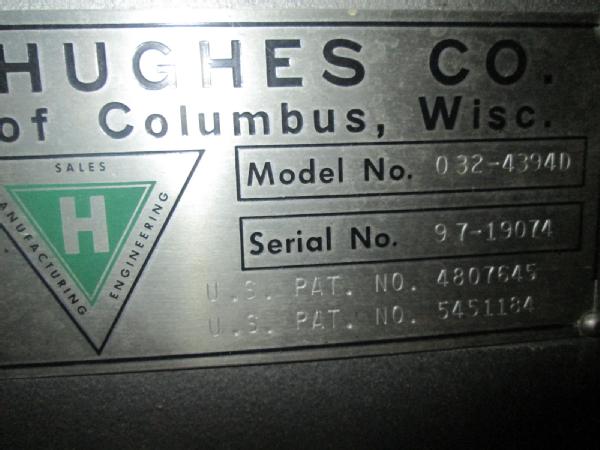 HUGHES CO.
of Columbus, Wisc.
SALES
MANUFACTURING
ENGINEERING
H
Model No. 032-4394D
Serial No. 97-19074
U.S. PAT. NO. 4807645
U.S. PAT. NO. 5451184